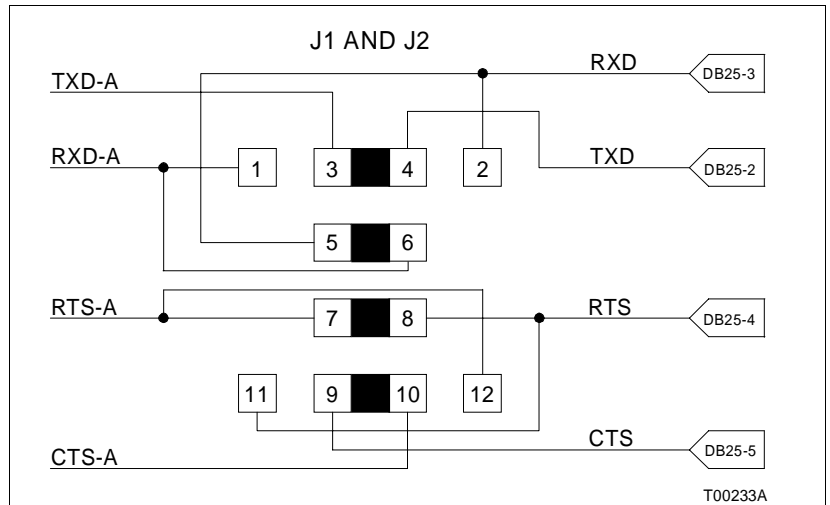 J1 AND J2
TXD-A
RXD
DB25-3
RXD-A
1
3
4
2
TXD
DB25-2
5
6
RTS-A
7
8
RTS
DB25-4
11
9
10
12
CTS-A
CTS
DB25-5
T00233A